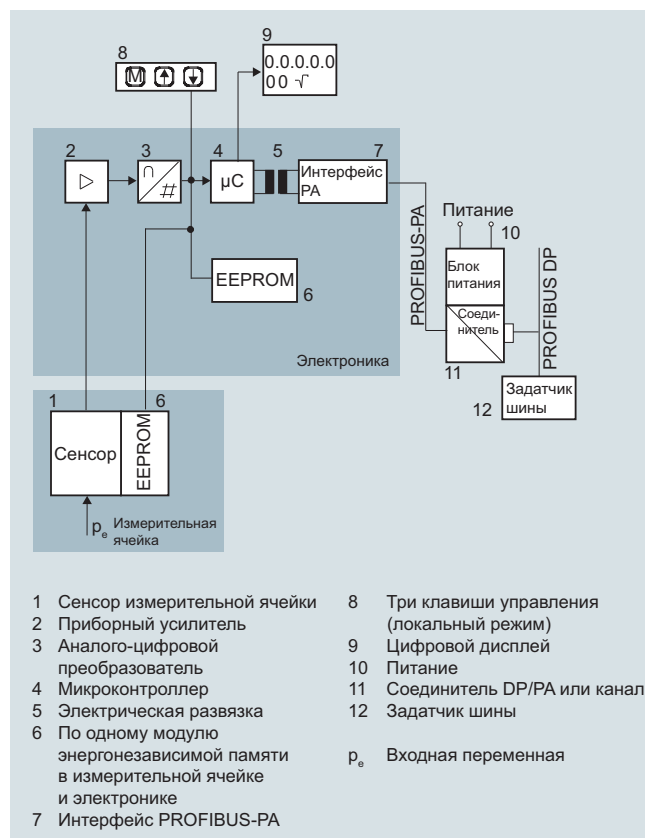 8
9
M
0.0.0.0.0
00 √
2
3
4
5
7
∩
#
µC
Интерфейс
PA
Питание
10
PROFIBUS-PA
Блок
питания
PROFIBUS DP
EEPROM
6
Соеди-
нитель
Электроника
11
Задатчик
шины
12
1
6
Сенсор
EEPROM
pe Измерительная
ячейка
1 Сенсор измерительной ячейки
2 Приборный усилитель
3 Аналого-цифровой
преобразователь
4 Микроконтроллер
5 Электрическая развязка
6 По одному модулю
энергонезависимой памяти
в измерительной ячейке
и электронике
7 Интерфейс PROFIBUS-PA
8 Три клавиши управления
(локальный режим)
9 Цифровой дисплей
10 Питание
11 Соединитель DP/PA или канал
12 Задатчик шины
pe Входная переменная